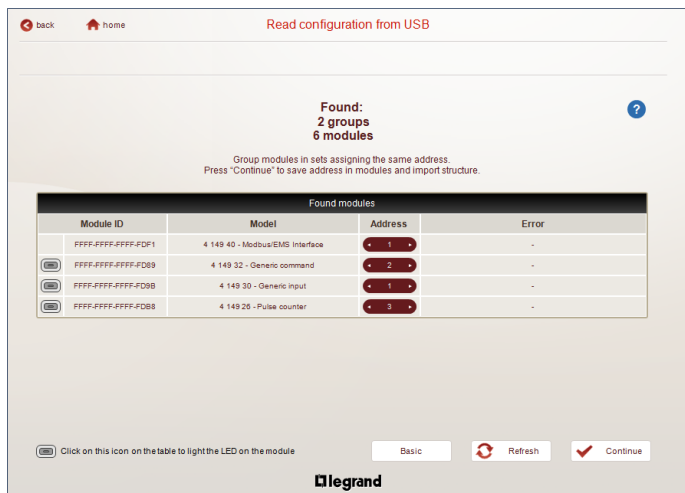 back
home
Read configuration from USB
Found:
2 groups
6 modules
?
Group modules in sets assigning the same address.
Press “Continue” to save address in modules and import structure.
Found modules
Module ID Model Address Error
FFFF-FFFF-FFFF-FDF1 4 149 40 - Modbus/EMS Interface 1 -
FFFF-FFFF-FFFF-FD89 4 149 32 - Generic command 2 -
FFFF-FFFF-FFFF-FD9B 4 149 30 - Generic input 1 -
FFFF-FFFF-FFFF-FDB8 4 149 26 - Pulse counter 3 -
Click on this icon on the table to light the LED on the module
Basic
Refresh
Continue
legrand